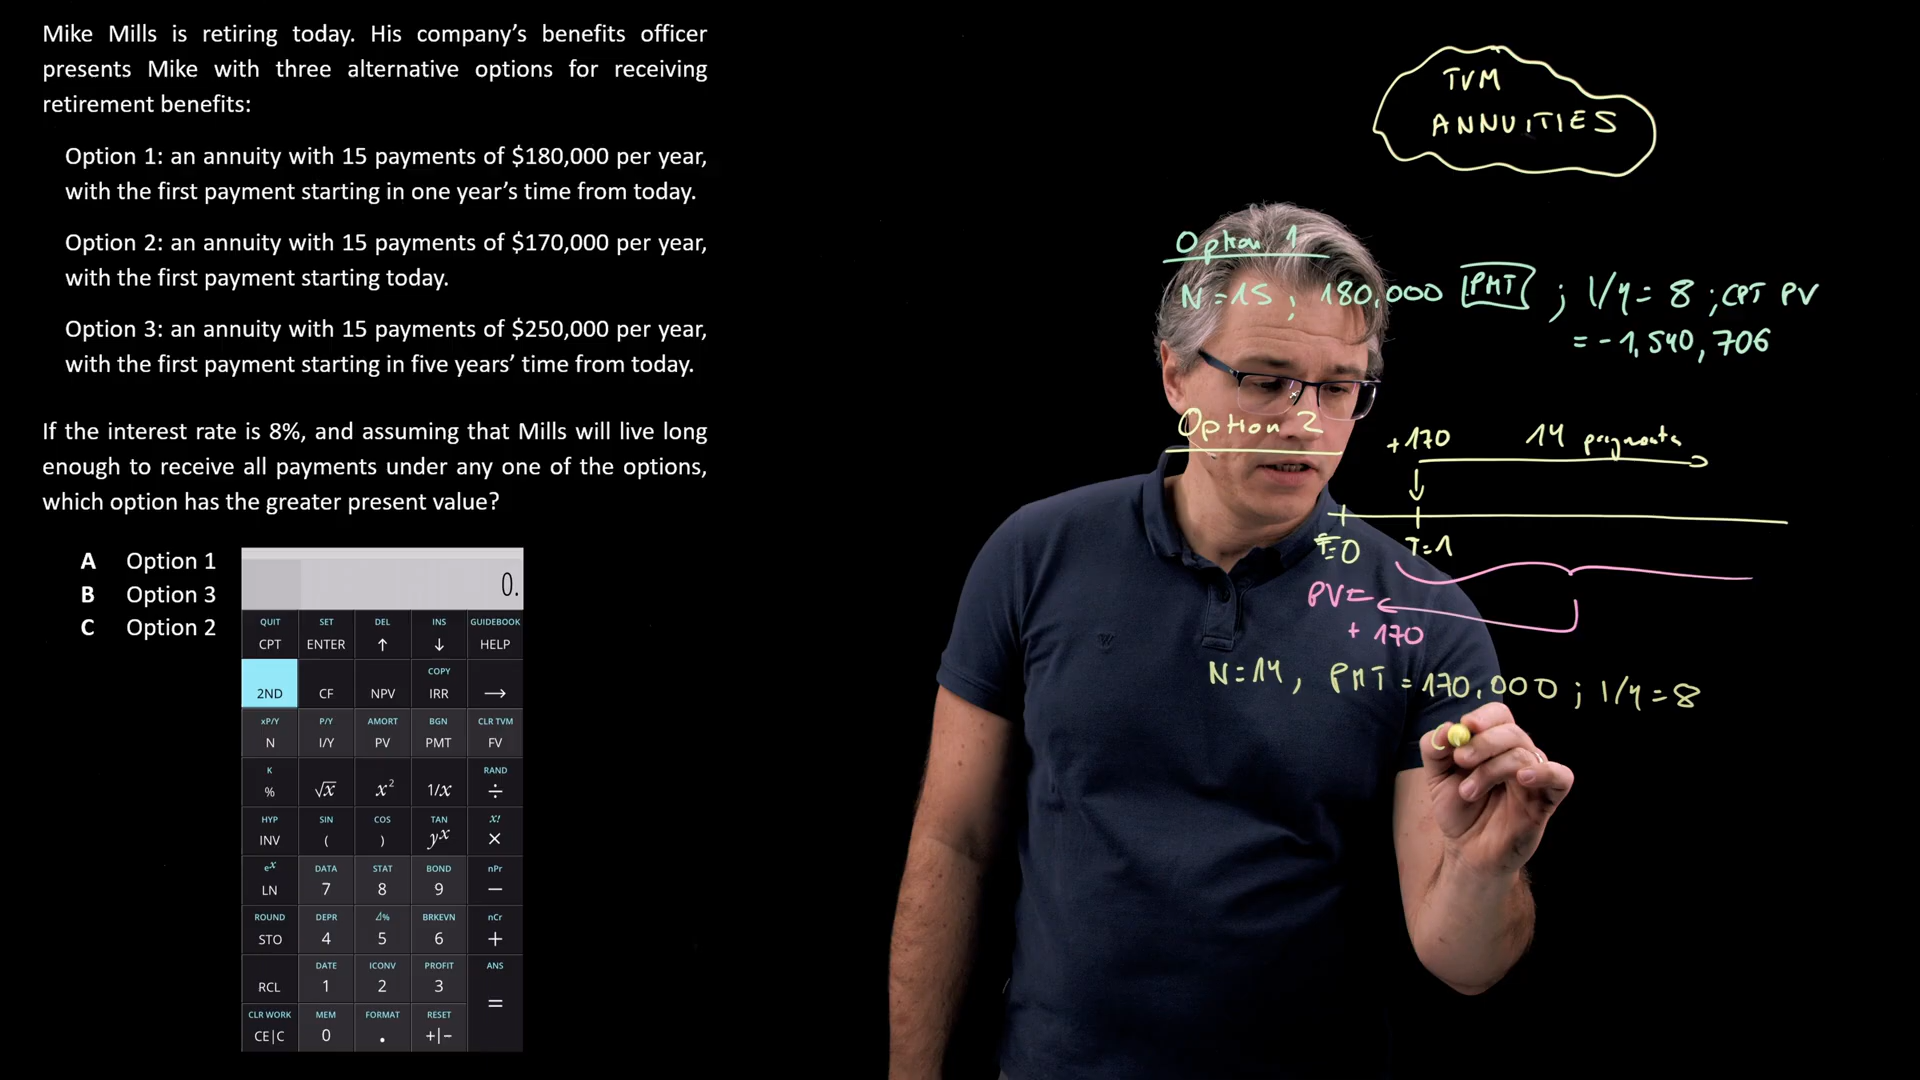 Mike Mills is retiring today. His company's benefits officer
presents Mike with three alternative options for receiving
retirement benefits:
Option 1: an annuity with 15 payments of $180,000 per year,
with the first payment starting in one year's time from today.
Option 2: an annuity with 15 payments of $170,000 per year,
with the first payment starting today.
Option 3: an annuity with 15 payments of $250,000 per year,
with the first payment starting in five years' time from today.
If the interest rate is 8%, and assuming that Mills will live long
enough to receive all payments under any one of the options,
which option has the greater present value?
A Option 1
B Option 3
C Option 2
0.
QUIT SET DEL INS GUIDEBOOK
CPT ENTER ↑ ↓ HELP
COPY
2ND CF NPV IRR →
xP/Y P/Y AMORT BGN CLR TVM
N I/Y PV PMT FV
K RAND
% √x x² 1/x ÷
HYP SIN COS TAN x!
INV ( ) yˣ ×
eˣ DATA STAT BOND nPr
LN 7 8 9 −
ROUND DEPR Δ% BRKEVN nCr
STO 4 5 6 +
DATE ICONV PROFIT ANS
RCL 1 2 3 =
CLR WORK MEM FORMAT RESET
CE|C 0 . +|−
TVM
ANNUITIES
Option 1
N=15 ; 180,000 PMT ; I/Y = 8 ; CPT PV
= -1,540,706
Option 2
+170 14 payments
T=0 T=1
PV=
+ 170
N=14, PMT = 170,000 ; I/Y = 8
C